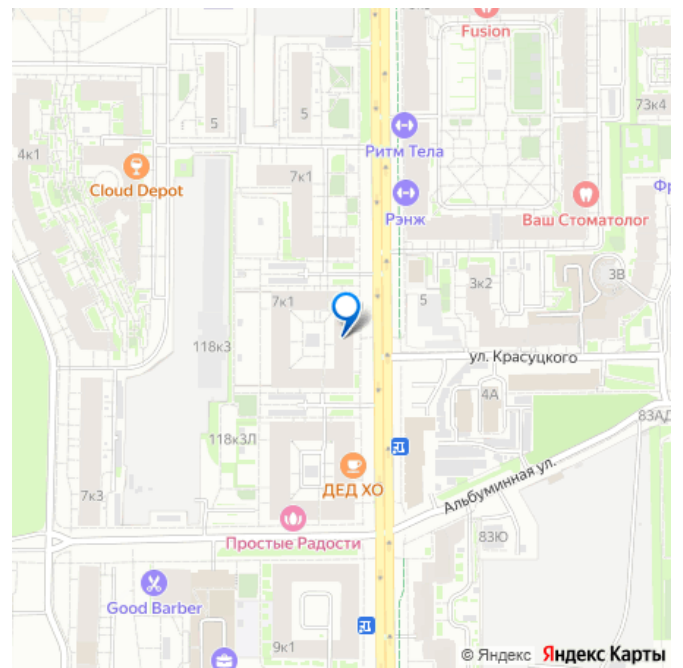 Fusion
73к4
5
5
Ритм Тела
4к1
Cloud Depot
7к1
Рэнж
Ваш Стоматолог
Фр
3В
3к2
5
7к1
118к3
ул. Красуцкого
4А
83АД
118к3Л
ДЕД ХО
Альбуминная ул.
7к3
Простые Радости
83Ю
Good Barber
9к1
© Яндекс Яндекс Карты